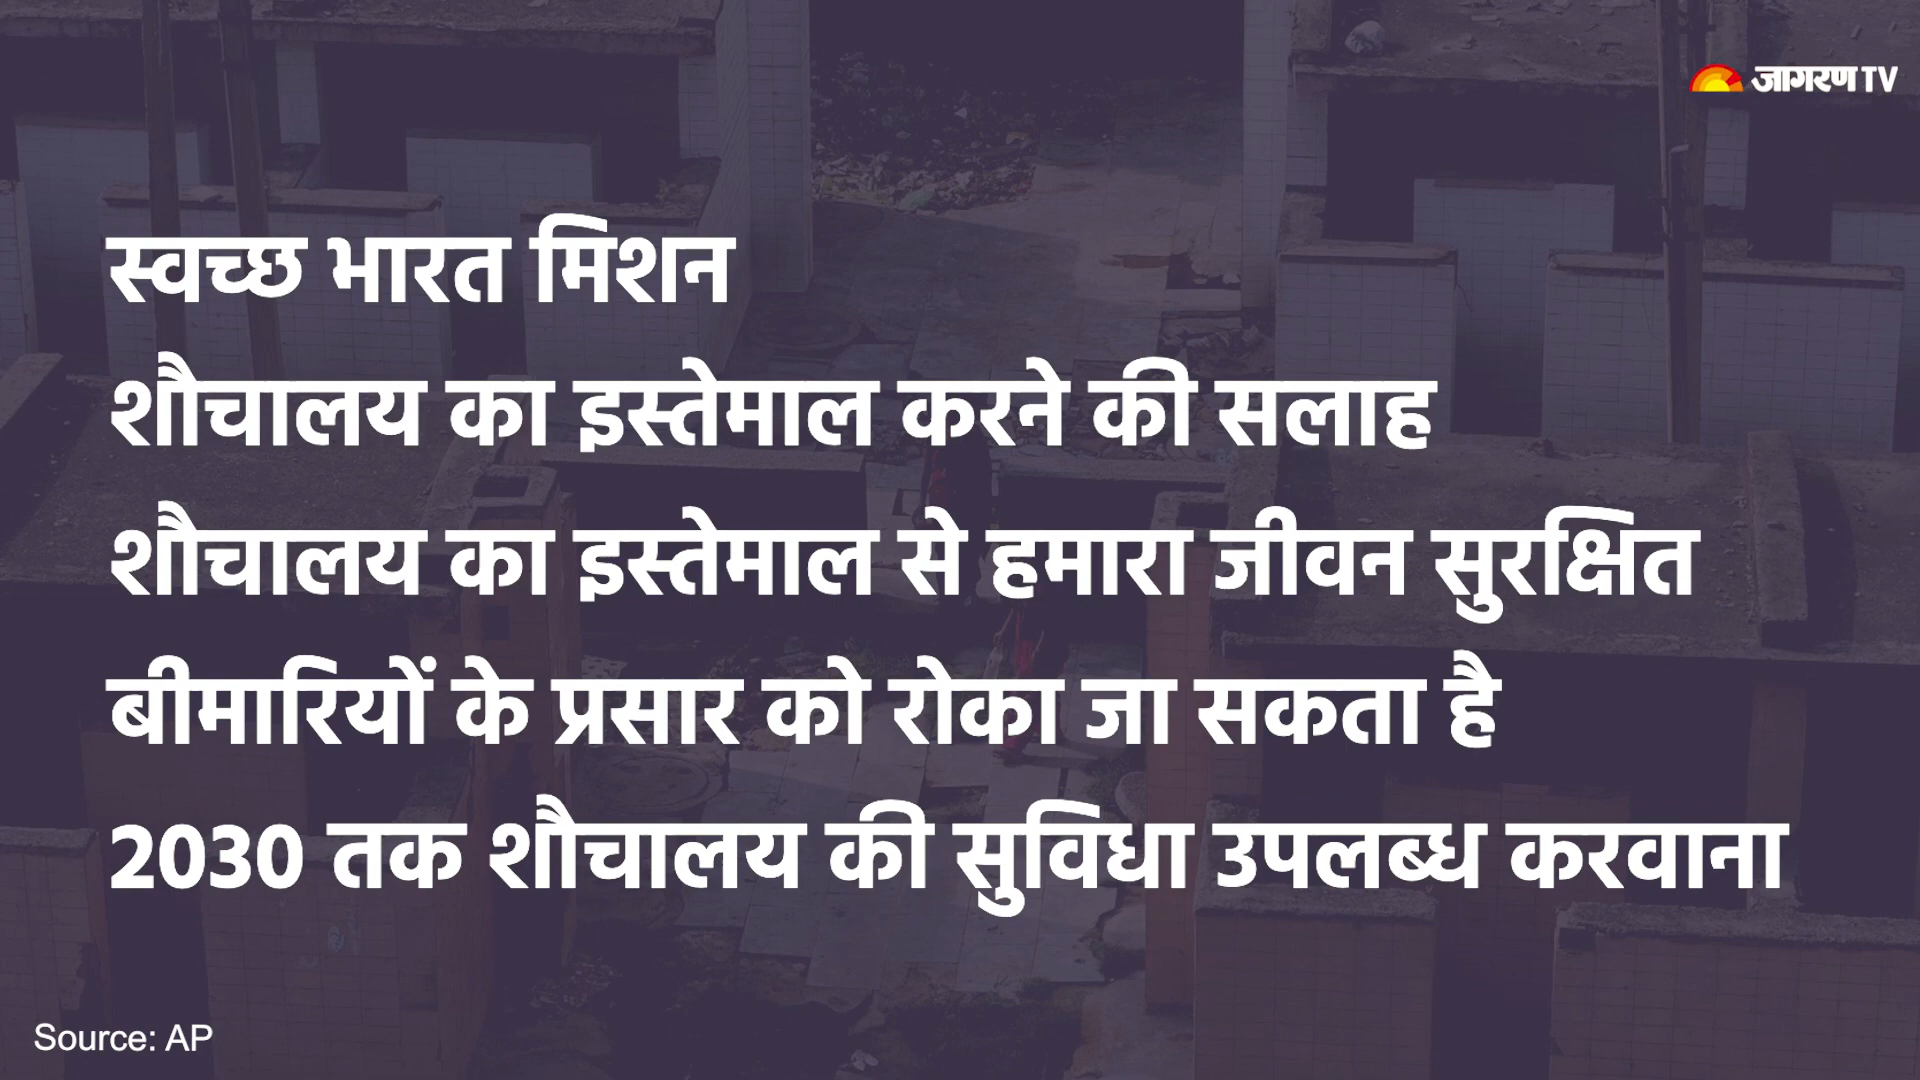 जागरण TV
स्वच्छ भारत मिशन
शौचालय का इस्तेमाल करने की सलाह
शौचालय का इस्तेमाल से हमारा जीवन सुरक्षित
बीमारियों के प्रसार को रोका जा सकता है
2030 तक शौचालय की सुविधा उपलब्ध करवाना
Source: AP